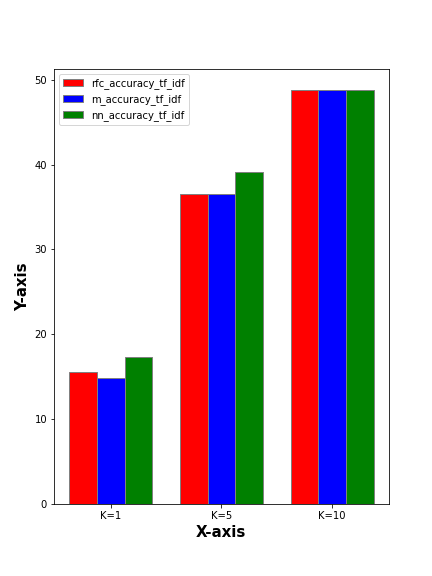 rfc_accuracy_tf_idf
m_accuracy_tf_idf
nn_accuracy_tf_idf
50
40
30
20
10
0
Y-axis
K=1
K=5
K=10
X-axis